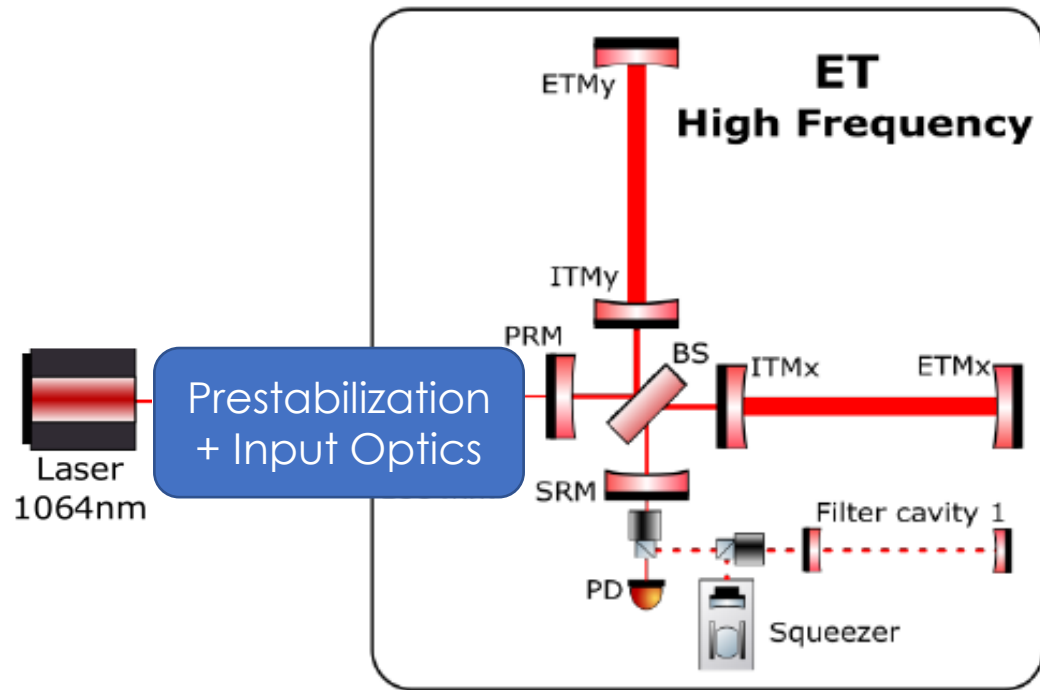 ETMy
ET
High Frequency
ITMy
PRM
BS
ITMx
ETMx
Prestabilization
+ Input Optics
Laser
1064nm
SRM
Filter cavity 1
PD
Squeezer